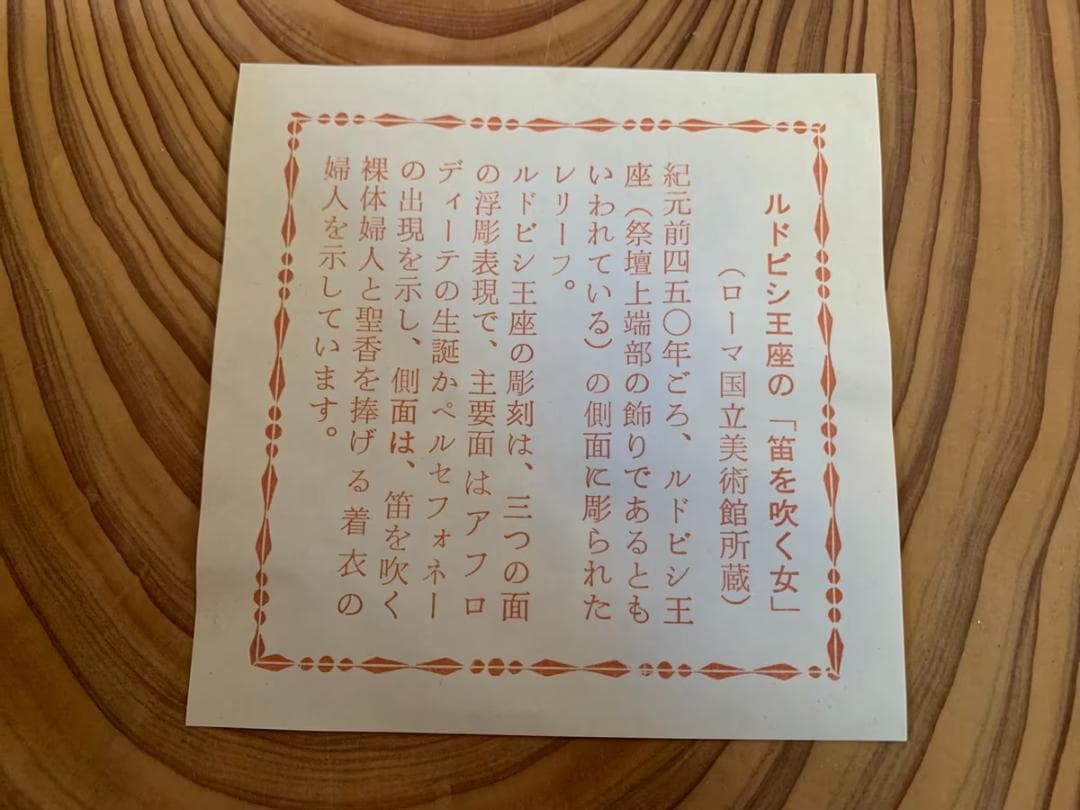 ルドビシ王座の「笛を吹く女」
（ローマ国立美術館所蔵）
紀元前四五〇年ごろ、ルドビシ王
座（祭壇上端部の飾りであるとも
いわれている）の側面に彫られた
レリーフ。
ルドビシ王座の彫刻は、三つの面
の浮彫表現で、主要面はアフロ
ディーテの生誕かペルセフォネー
の出現を示し、側面は、笛を吹く
裸体婦人と聖香を捧げる着衣の
婦人を示しています。